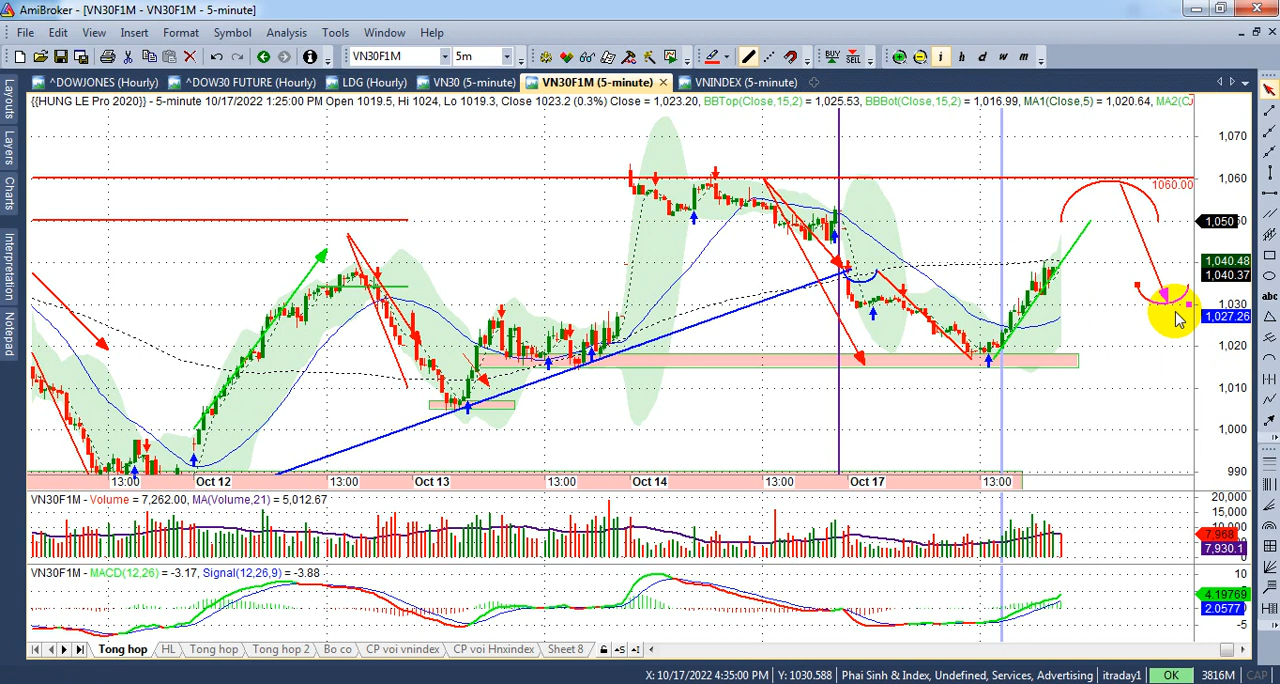 AmiBroker - [VN30F1M - VN30F1M - 5-minute]
File Edit View Insert Format Symbol Analysis Tools Window Help
VN30F1M 5m BUY SELL i h d w m
^DOWJONES (Hourly) ^DOW30 FUTURE (Hourly) LDG (Hourly) VN30 (5-minute) VN30F1M (5-minute) VNINDEX (5-minute)
{{HUNG LE Pro 2020}} - 5-minute 10/17/2022 1:25:00 PM Open 1019.5, Hi 1024, Lo 1019.3, Close 1023.2 (0.3%) Close = 1,023.20, BBTop(Close,15,2) = 1,025.53, BBBot(Close,15,2) = 1,016.99, MA1(Close,5) = 1,020.64, MA2(C
Layouts
Layers
Charts
Interpretation
Notepad
abc
1,070
1,060
1060.00
1,050
1,040.48
1,040.37
1,030
1,027.26
1,020
1,010
1,000
990
13:00 Oct 12 13:00 Oct 13 13:00 Oct 14 13:00 Oct 17 13:00
VN30F1M - Volume = 7,262.00, MA(Volume,21) = 5,012.67
20,000
15,000
10,000
7,968
7,930.1
VN30F1M - MACD(12,26) = -3.17, Signal(12,26,9) = -3.88
10
4.19769
2.0577
-5
Tong hop HL Tong hop Tong hop 2 Bo co CP voi vnindex CP voi Hnxindex Sheet 8
X: 10/17/2022 4:35:00 PM Y: 1030.588 Phai Sinh & Index, Undefined, Services, Advertising itraday1 OK 3816M CAP